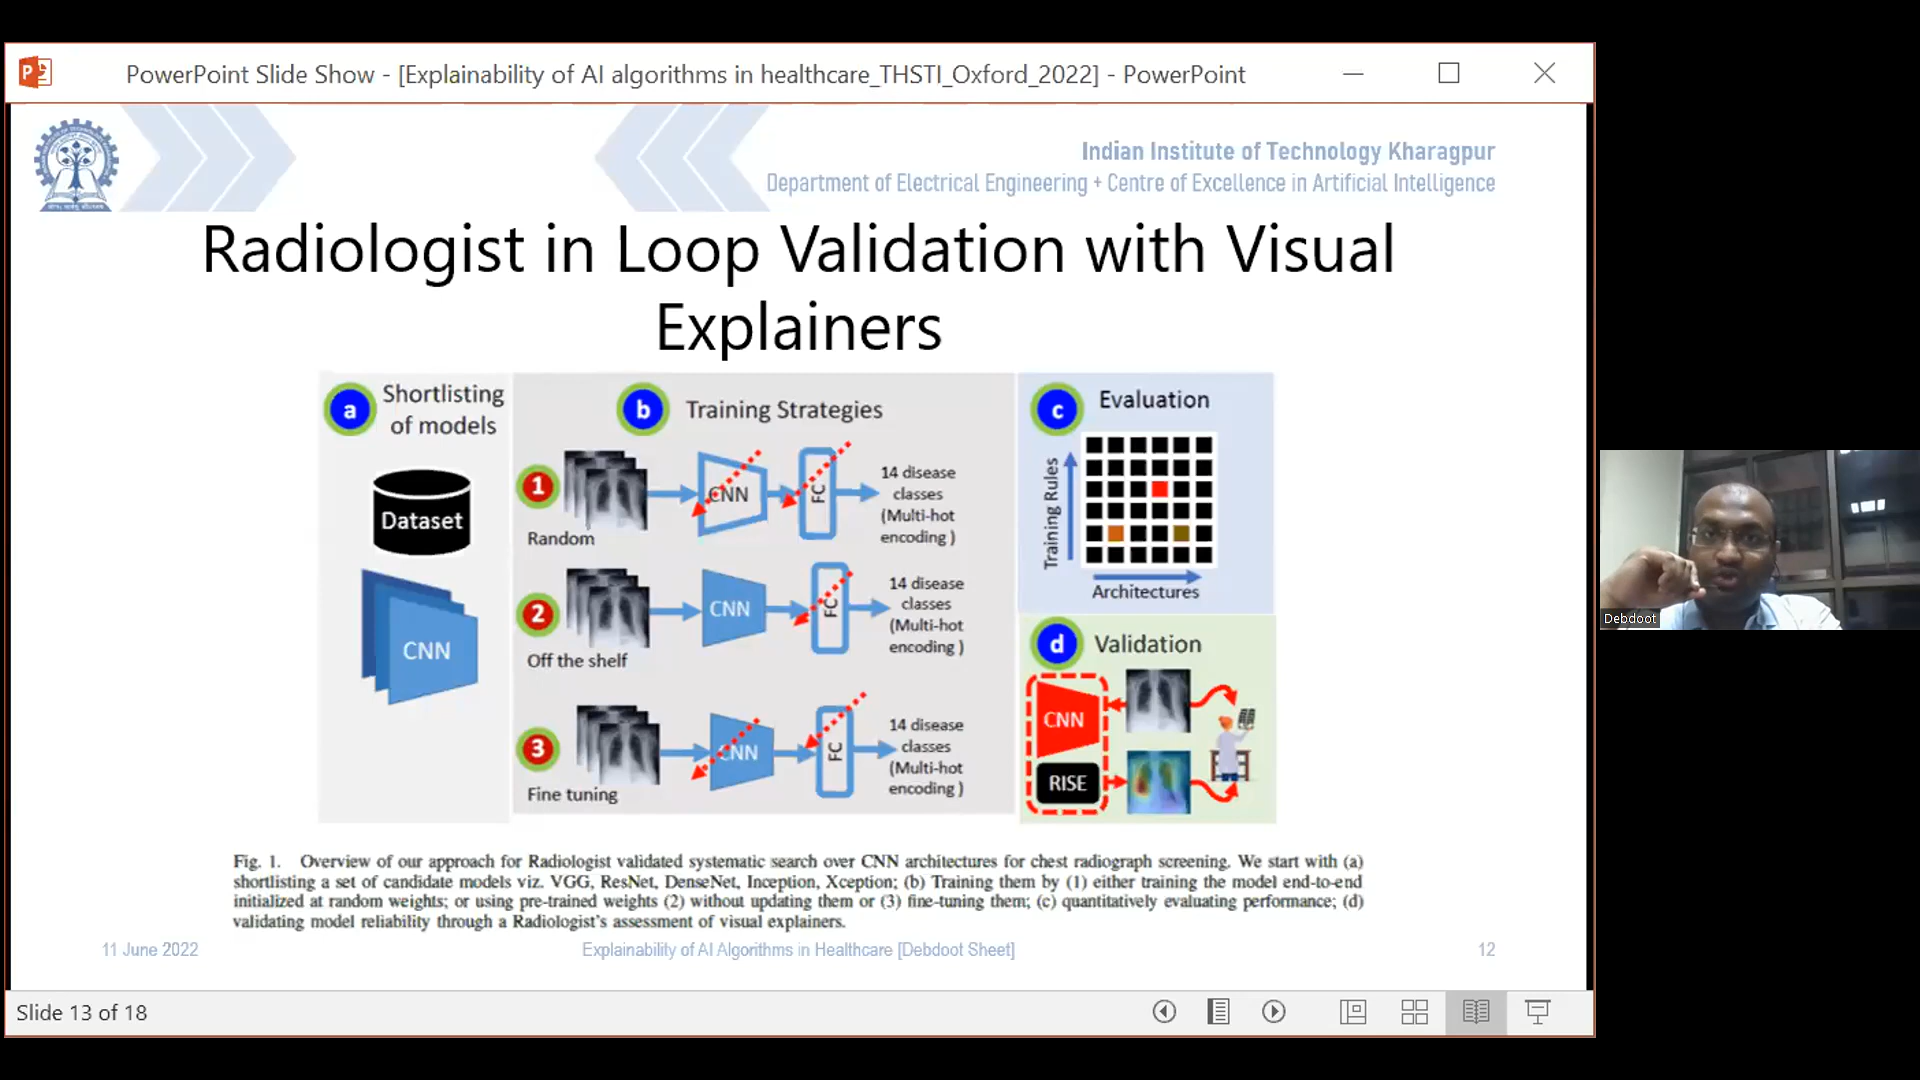 PowerPoint Slide Show - [Explainability of AI algorithms in healthcare_THSTI_Oxford_2022] - PowerPoint
Indian Institute of Technology Kharagpur
Department of Electrical Engineering + Centre of Excellence in Artificial Intelligence
Radiologist in Loop Validation with Visual
Explainers
a
Shortlisting
of models
Dataset
CNN
b
Training Strategies
1
Random
CNN
FC
14 disease
classes
(Multi-hot
encoding )
2
Off the shelf
CNN
FC
14 disease
classes
(Multi-hot
encoding )
3
Fine tuning
CNN
FC
14 disease
classes
(Multi-hot
encoding )
c
Evaluation
Training Rules
Architectures
d
Validation
CNN
RISE
Fig. 1. Overview of our approach for Radiologist validated systematic search over CNN architectures for chest radiograph screening. We start with (a)
shortlisting a set of candidate models viz. VGG, ResNet, DenseNet, Inception, Xception; (b) Training them by (1) either training the model end-to-end
initialized at random weights; or using pre-trained weights (2) without updating them or (3) fine-tuning them; (c) quantitatively evaluating performance; (d)
validating model reliability through a Radiologist's assessment of visual explainers.
11 June 2022
Explainability of AI Algorithms in Healthcare [Debdoot Sheet]
12
Slide 13 of 18
Debdoot